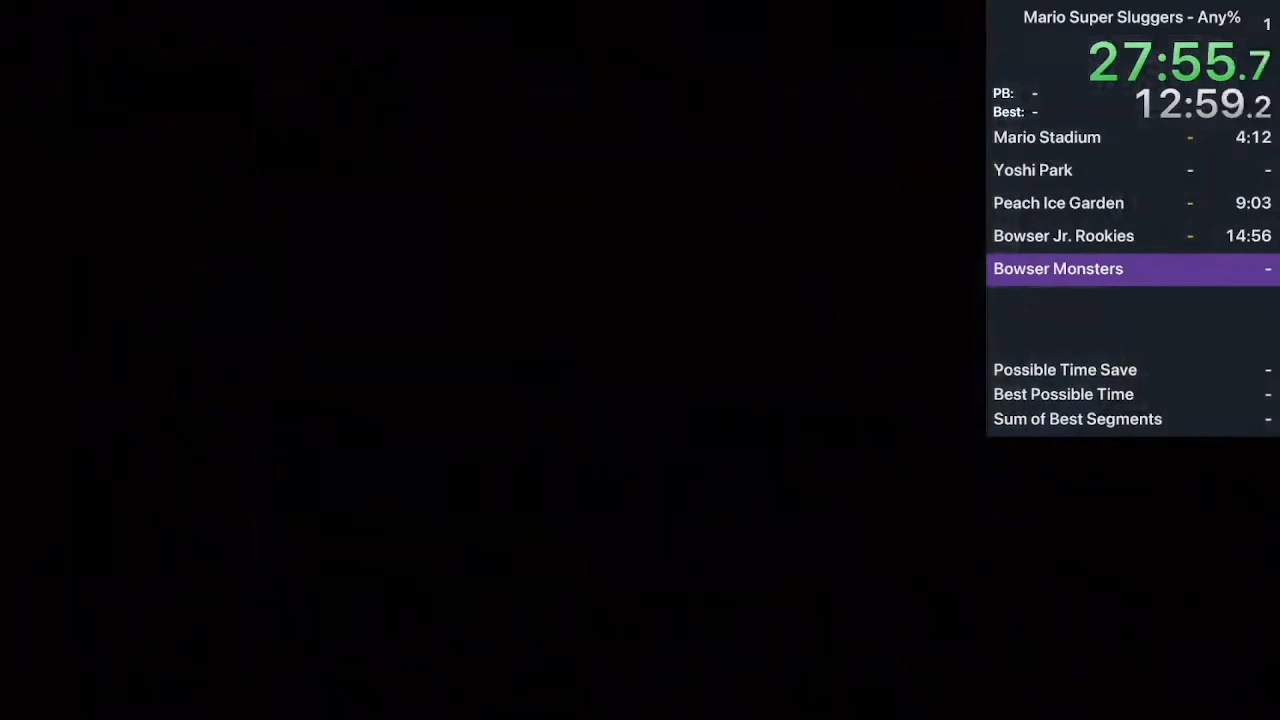 Mario Super Sluggers - Any%
1
27:55.7
PB: -
12:59.2
Best: -
Mario Stadium - 4:12
Yoshi Park - -
Peach Ice Garden - 9:03
Bowser Jr. Rookies - 14:56
Bowser Monsters -
Possible Time Save -
Best Possible Time -
Sum of Best Segments -